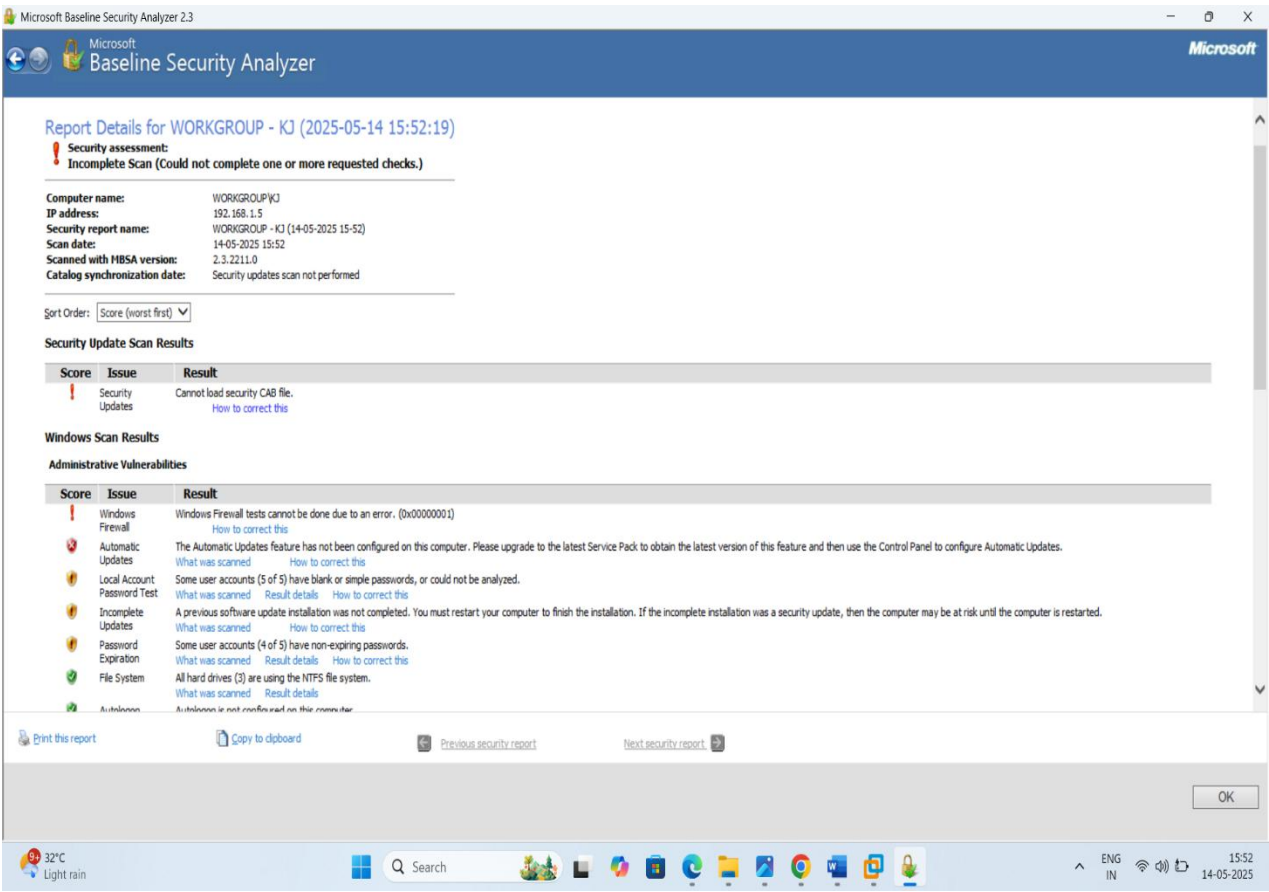 Microsoft Baseline Security Analyzer 2.3
Microsoft
Baseline Security Analyzer
Microsoft
Report Details for WORKGROUP - KJ (2025-05-14 15:52:19)
Security assessment:
Incomplete Scan (Could not complete one or more requested checks.)
Computer name: WORKGROUP\KJ
IP address: 192.168.1.5
Security report name: WORKGROUP - KJ (14-05-2025 15-52)
Scan date: 14-05-2025 15:52
Scanned with MBSA version: 2.3.2211.0
Catalog synchronization date: Security updates scan not performed
Sort Order: Score (worst first)
Security Update Scan Results
Score Issue Result
Security Updates Cannot load security CAB file.
How to correct this
Windows Scan Results
Administrative Vulnerabilities
Score Issue Result
Windows Firewall Windows Firewall tests cannot be done due to an error. (0x00000001)
How to correct this
Automatic Updates The Automatic Updates feature has not been configured on this computer. Please upgrade to the latest Service Pack to obtain the latest version of this feature and then use the Control Panel to configure Automatic Updates.
What was scanned How to correct this
Local Account Password Test Some user accounts (5 of 5) have blank or simple passwords, or could not be analyzed.
What was scanned Result details How to correct this
Incomplete Updates A previous software update installation was not completed. You must restart your computer to finish the installation. If the incomplete installation was a security update, then the computer may be at risk until the computer is restarted.
What was scanned How to correct this
Password Expiration Some user accounts (4 of 5) have non-expiring passwords.
What was scanned Result details How to correct this
File System All hard drives (3) are using the NTFS file system.
What was scanned Result details
Autologon Autologon is not configured on this computer.
Print this report Copy to clipboard Previous security report Next security report
OK
9+ 32°C
Light rain
Search
ENG
IN
15:52
14-05-2025